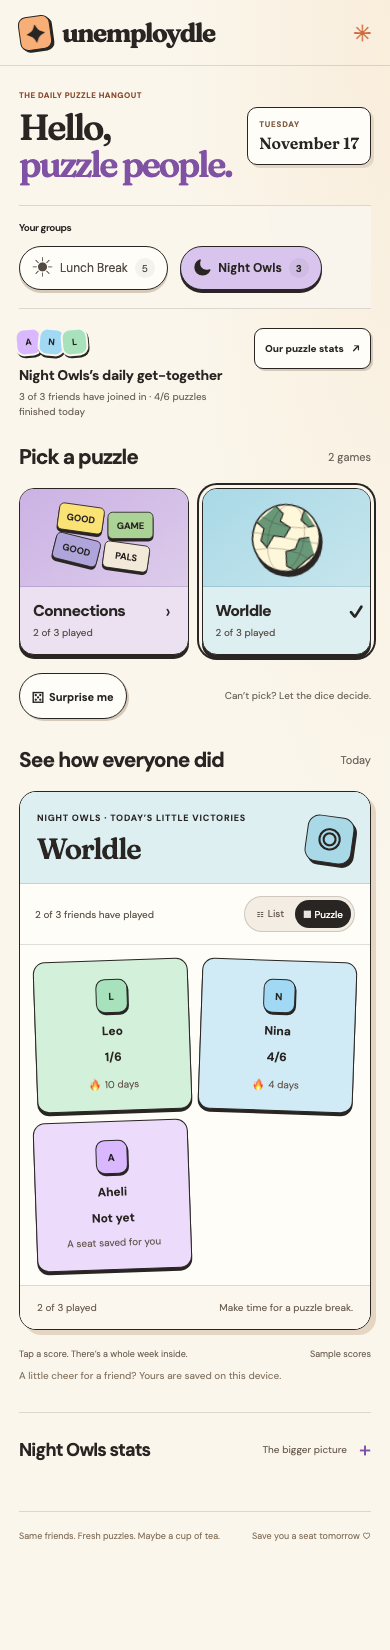 unemploydle
THE DAILY PUZZLE HANGOUT
Hello,
puzzle people.
TUESDAY
November 17
Your groups
Lunch Break 5
Night Owls 3
A N L
Our puzzle stats ↗
Night Owls's daily get-together
3 of 3 friends have joined in · 4/6 puzzles
finished today
Pick a puzzle
2 games
GOOD
GAME
GOOD
PALS
Connections ›
2 of 3 played
Worldle ✓
2 of 3 played
Surprise me
Can't pick? Let the dice decide.
See how everyone did
Today
NIGHT OWLS · TODAY'S LITTLE VICTORIES
Worldle
2 of 3 friends have played
List
Puzzle
L
Leo
1/6
🔥 10 days
N
Nina
4/6
🔥 4 days
A
Aheli
Not yet
A seat saved for you
2 of 3 played
Make time for a puzzle break.
Tap a score. There's a whole week inside.
Sample scores
A little cheer for a friend? Yours are saved on this device.
Night Owls stats
The bigger picture +
Same friends. Fresh puzzles. Maybe a cup of tea.
Save you a seat tomorrow ♡